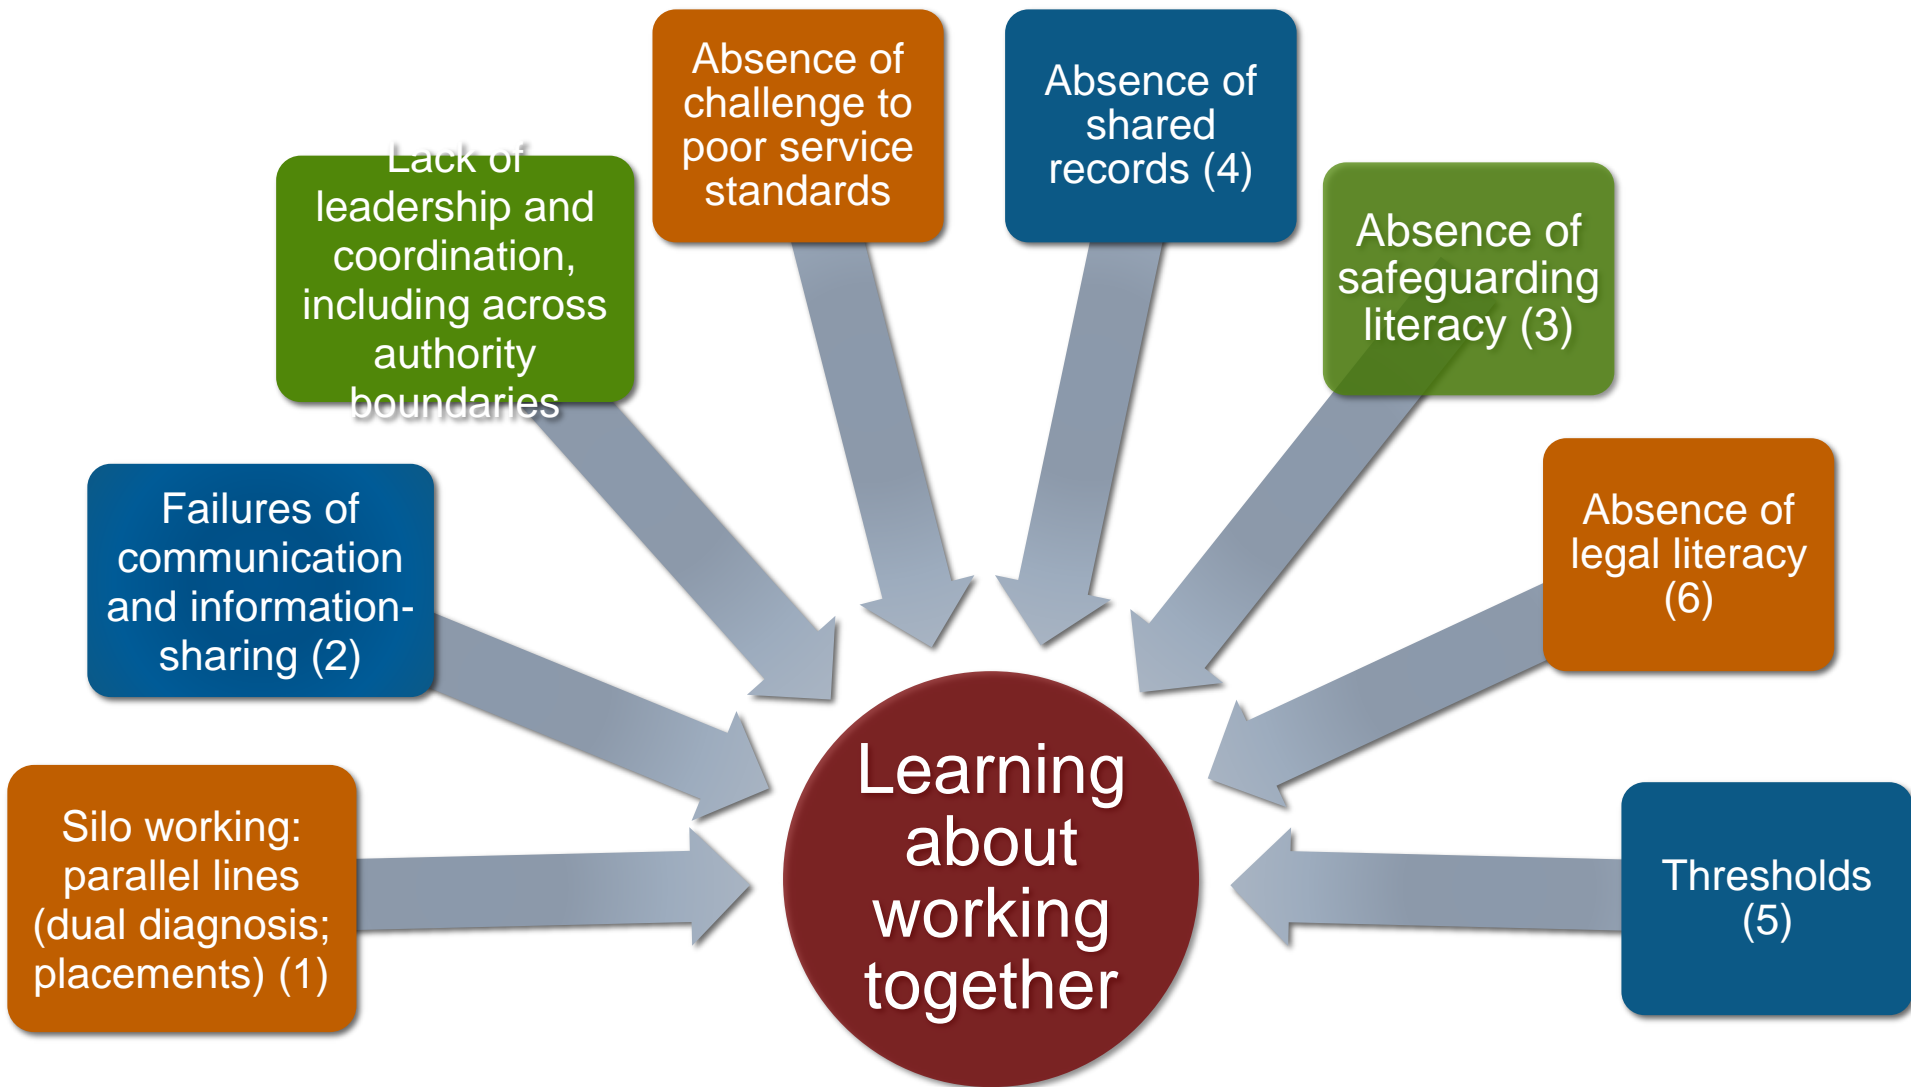 Silo working:
parallel lines
(dual diagnosis;
placements) (1)
Failures of
communication
and information-
sharing (2)
Lack of
leadership and
coordination,
including across
authority
boundaries
Absence of
challenge to
poor service
standards
Absence of
shared
records (4)
Absence of
safeguarding
literacy (3)
Absence of
legal literacy
(6)
Thresholds
(5)
Learning
about
working
together